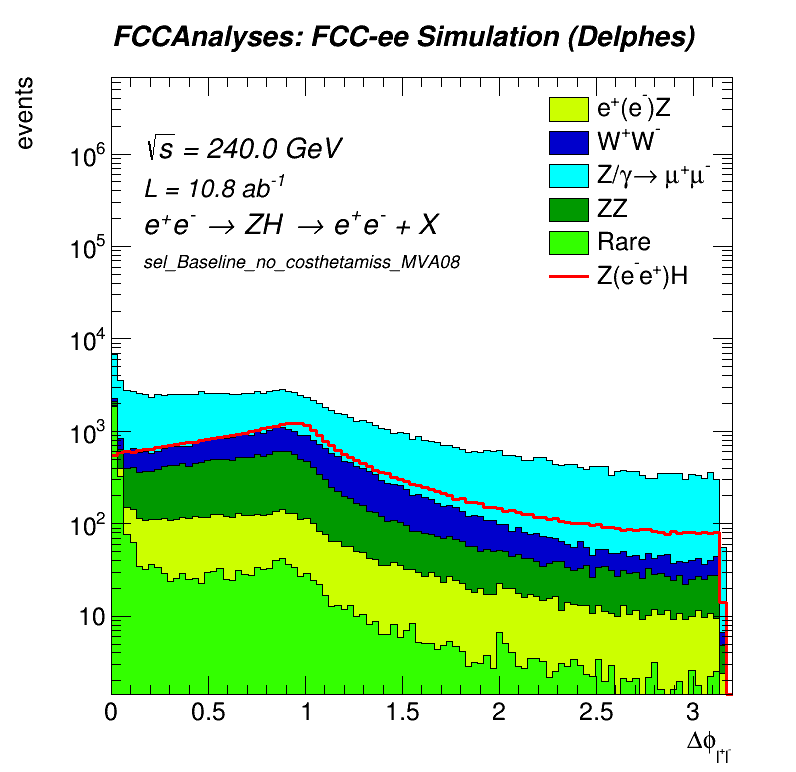 FCCAnalyses: FCC-ee Simulation (Delphes)
events
√s = 240.0 GeV
L = 10.8 ab⁻¹
e⁺e⁻ → ZH → e⁺e⁻ + X
sel_Baseline_no_costhetamiss_MVA08
e⁺(e⁻)Z
W⁺W⁻
Z/γ→ μ⁺μ⁻
ZZ
Rare
Z(e⁻e⁺)H
10⁶
10⁵
10⁴
10³
10²
10
0 0.5 1 1.5 2 2.5 3
Δϕ_l⁺l⁻